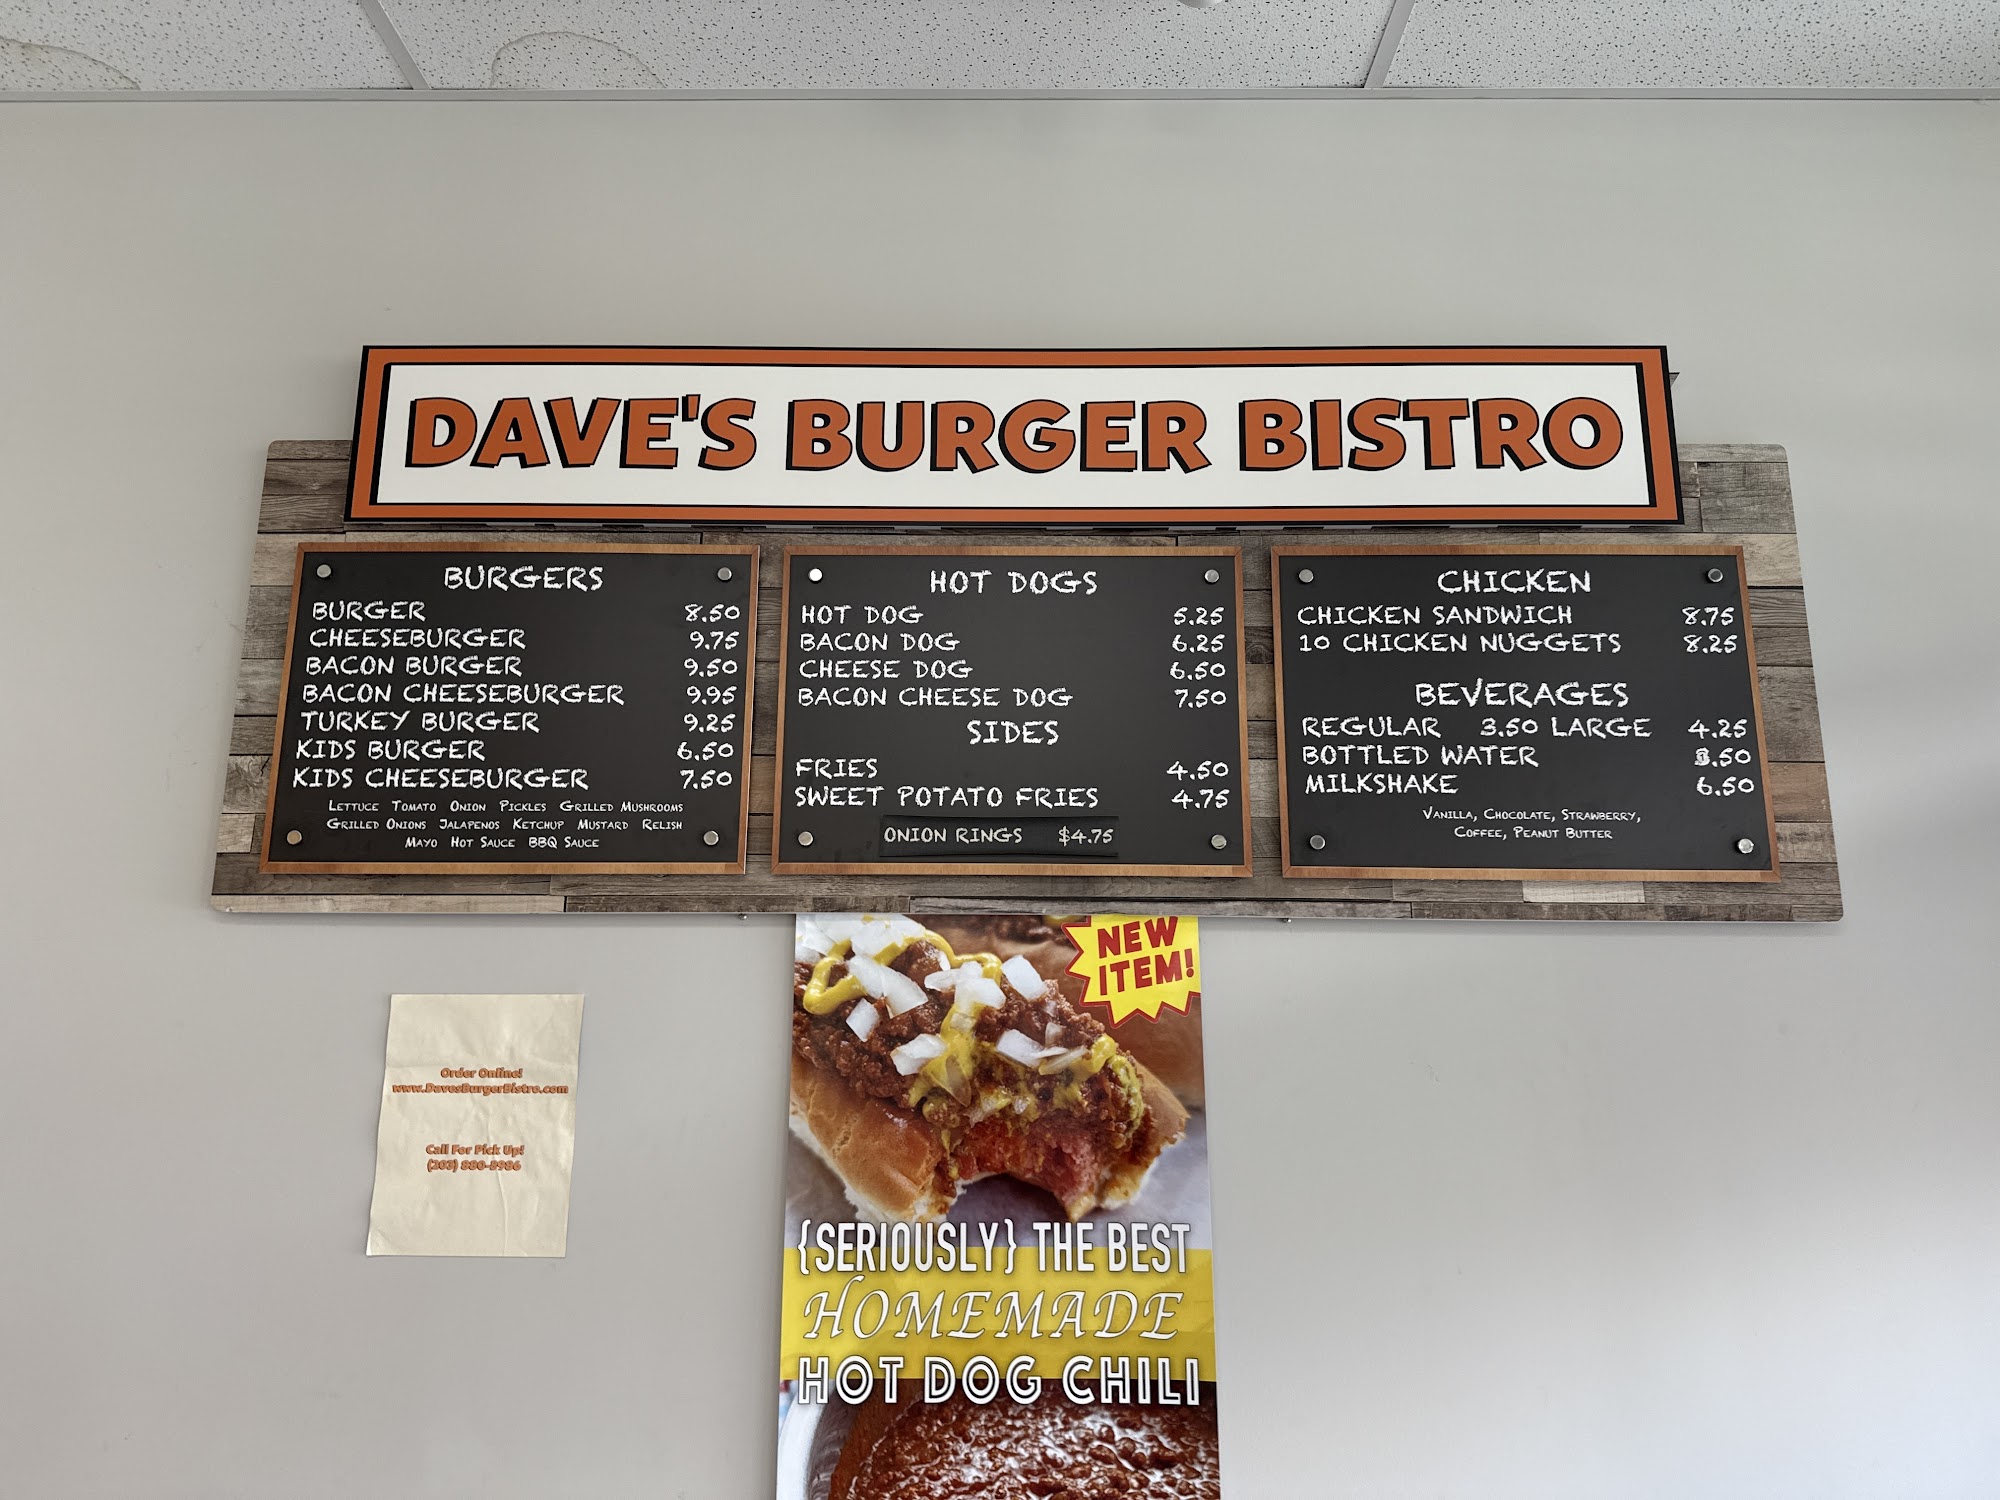 DAVE'S BURGER BISTRO
BURGERS
BURGER 8.50
CHEESEBURGER 9.75
BACON BURGER 9.50
BACON CHEESEBURGER 9.95
TURKEY BURGER 9.25
KIDS BURGER 6.50
KIDS CHEESEBURGER 7.50
LETTUCE TOMATO ONION PICKLES GRILLED MUSHROOMS
GRILLED ONIONS JALAPENOS KETCHUP MUSTARD RELISH
MAYO HOT SAUCE BBQ SAUCE
HOT DOGS
HOT DOG 5.25
BACON DOG 6.25
CHEESE DOG 6.50
BACON CHEESE DOG 7.50
SIDES
FRIES 4.50
SWEET POTATO FRIES 4.75
ONION RINGS $4.75
CHICKEN
CHICKEN SANDWICH 8.75
10 CHICKEN NUGGETS 8.25
BEVERAGES
REGULAR 3.50 LARGE 4.25
BOTTLED WATER
MILKSHAKE 6.50
VANILLA, CHOCOLATE, STRAWBERRY,
COFFEE, PEANUT BUTTER
NEW
ITEM!
{SERIOUSLY} THE BEST
HOMEMADE
HOT DOG CHILI
Order Online!
www.DavesBurgerBistro.com
Call For Pick Up!
(203)